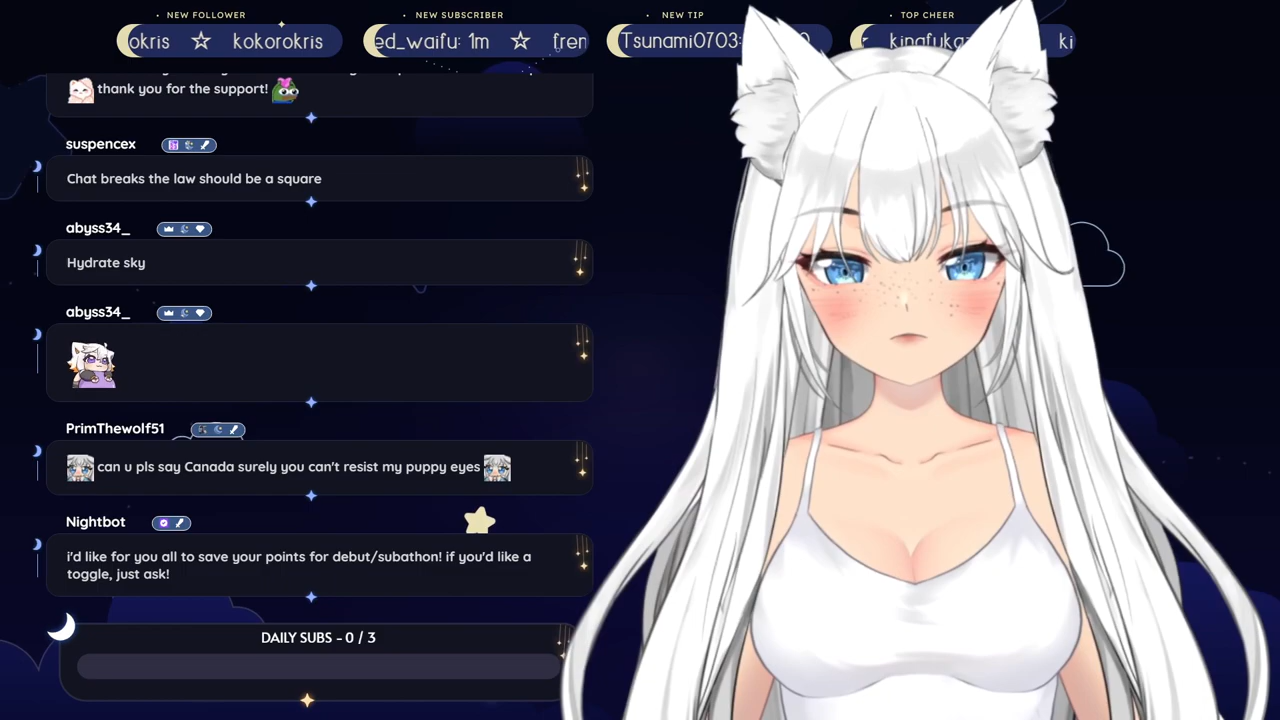 NEW FOLLOWER
NEW SUBSCRIBER
NEW TIP
TOP CHEER
okris ☆ kokorokris
ed_waifu: 1m ☆ fren
Tsunami0703:
kingfuka
ki
thank you for the support!
suspencex
Chat breaks the law should be a square
abyss34_
Hydrate sky
abyss34_
PrimThewolf51
can u pls say Canada surely you can't resist my puppy eyes
Nightbot
i'd like for you all to save your points for debut/subathon! if you'd like a
toggle, just ask!
DAILY SUBS - 0 / 3